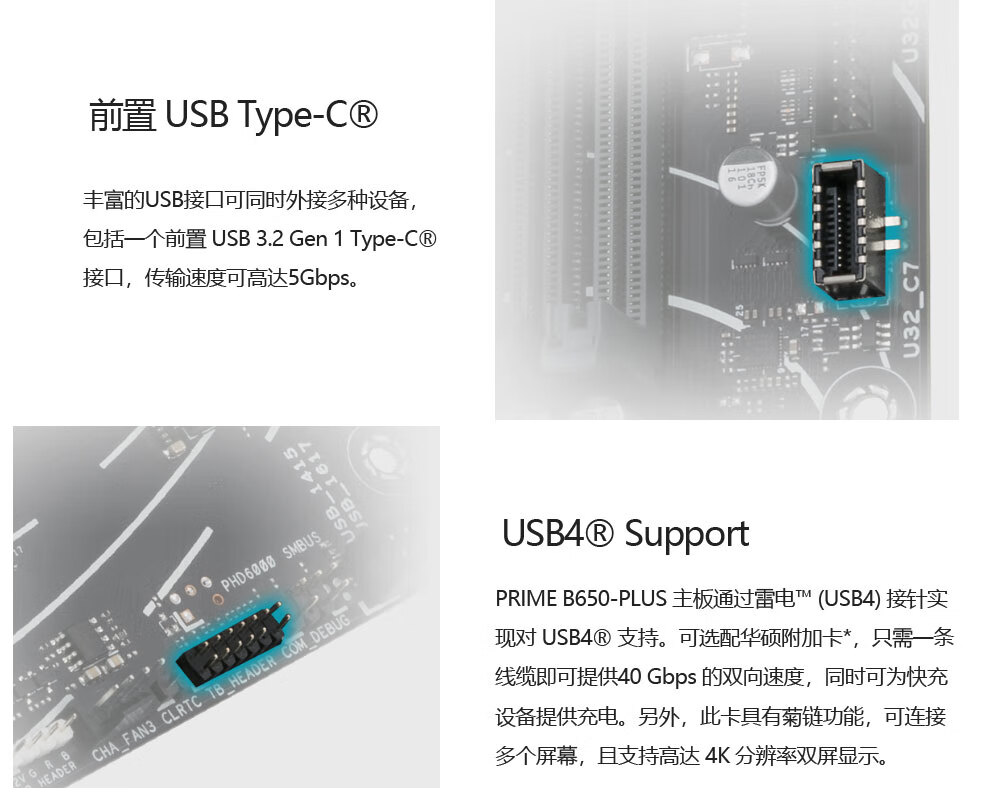 前置 USB Type-C®
丰富的USB接口可同时外接多种设备，
包括一个前置 USB 3.2 Gen 1 Type-C®
接口，传输速度可高达5Gbps。
FPSK
18Ch
101
16
U32G
U32_C7
25
USB_1415
USB_1617
17
PHD6000 SMBUS
CHA_FAN3 CLRTC TB_HEADER COM_DEBUG
G R B
HEADER
USB4® Support
PRIME B650-PLUS 主板通过雷电™ (USB4) 接针实
现对 USB4® 支持。可选配华硕附加卡*，只需一条
线缆即可提供40 Gbps 的双向速度，同时可为快充
设备提供充电。另外，此卡具有菊链功能，可连接
多个屏幕，且支持高达 4K 分辨率双屏显示。